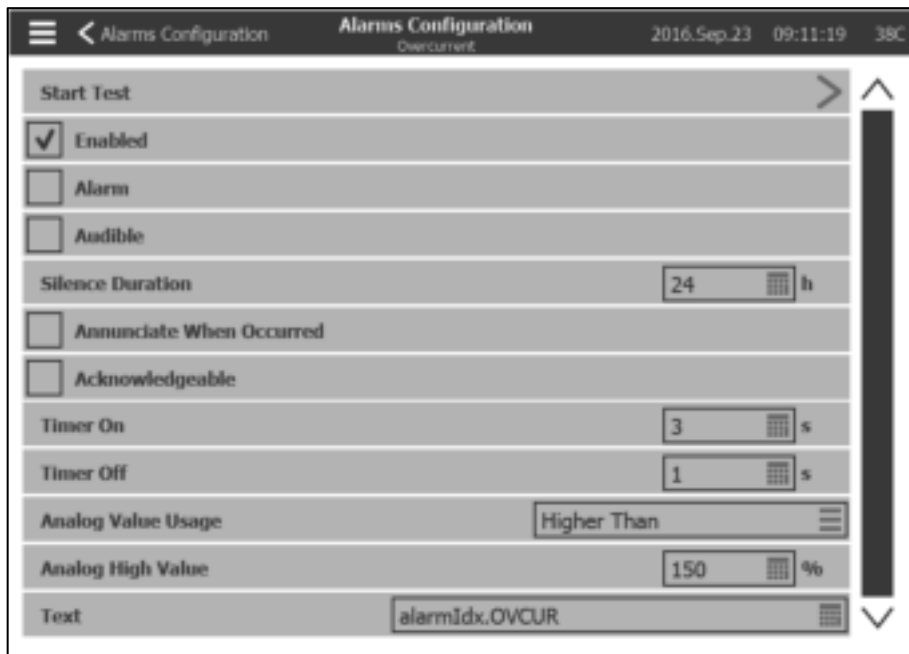 Alarms Configuration
Alarms Configuration
Overcurrent
2016.Sep.23 09:11:19 38C
Start Test
Enabled
Alarm
Audible
Silence Duration 24 h
Annunciate When Occurred
Acknowledgeable
Timer On 3 s
Timer Off 1 s
Analog Value Usage Higher Than
Analog High Value 150 %
Text alarmIdx.OVCUR